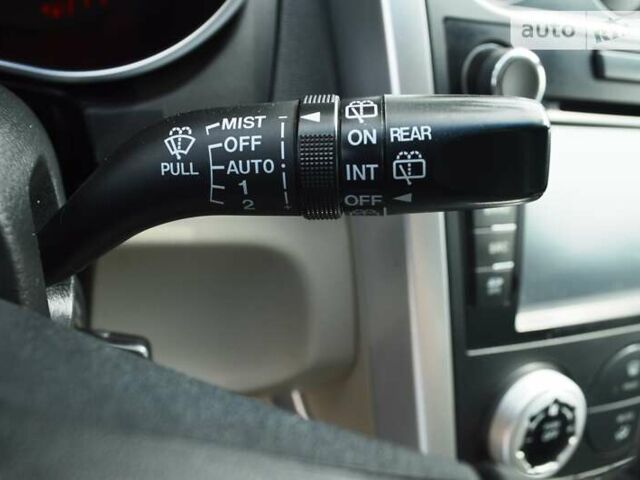 auto
MIST
OFF
PULL
AUTO
1
2
ON
REAR
INT
OFF